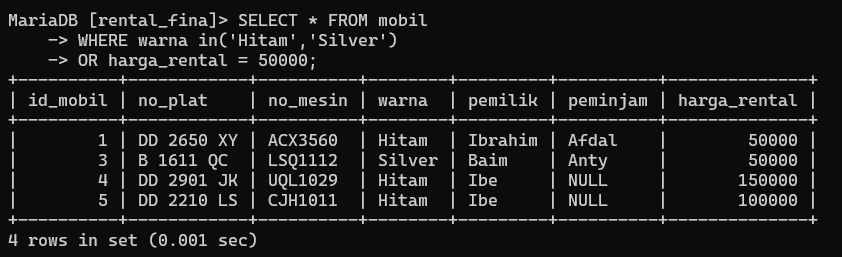 MariaDB [rental_fina]> SELECT * FROM mobil
    -> WHERE warna in('Hitam','Silver')
    -> OR harga_rental = 50000;
+----------+------------+----------+--------+---------+----------+--------------+
| id_mobil | no_plat    | no_mesin | warna  | pemilik | peminjam | harga_rental |
+----------+------------+----------+--------+---------+----------+--------------+
|        1 | DD 2650 XY | ACX3560  | Hitam  | Ibrahim | Afdal    |        50000 |
|        3 | B 1611 QC  | LSQ1112  | Silver | Baim    | Anty     |        50000 |
|        4 | DD 2901 JK | UQL1029  | Hitam  | Ibe     | NULL     |       150000 |
|        5 | DD 2210 LS | CJH1011  | Hitam  | Ibe     | NULL     |       100000 |
+----------+------------+----------+--------+---------+----------+--------------+
4 rows in set (0.001 sec)